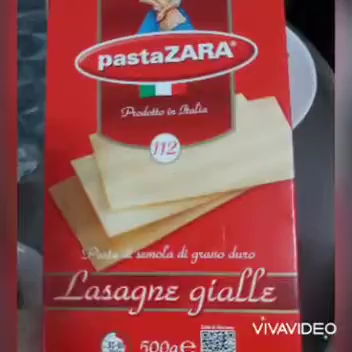 pastaZARA®
Prodotto in Italia
112
Pasta di semola di grano duro
Lasagne gialle
500g e
VIVAVIDEO